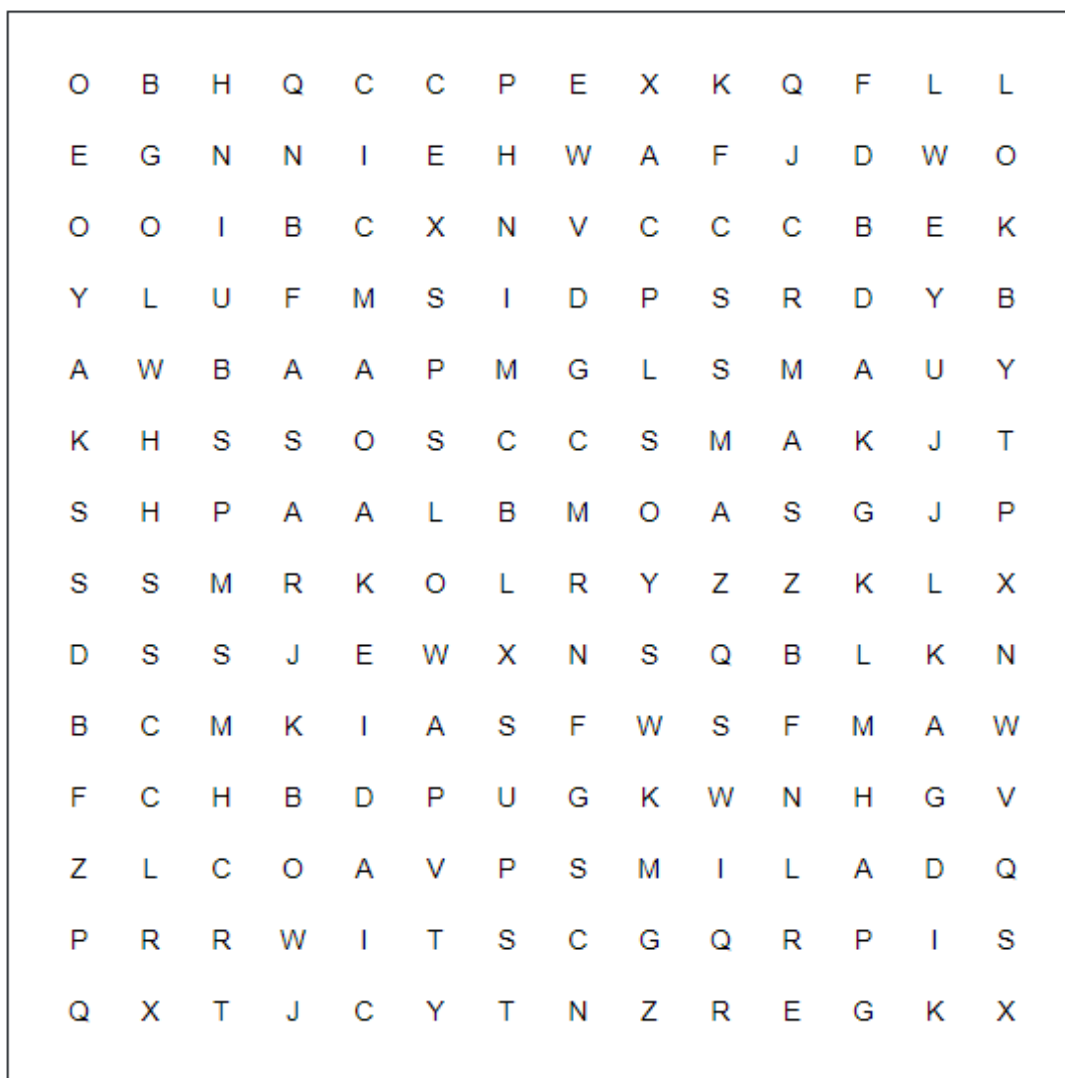 O B H Q C C P E X K Q F L L
E G N N I E H W A F J D W O
O O I B C X N V C C C B E K
Y L U F M S I D P S R D Y B
A W B A A P M G L S M A U Y
K H S S O S C C S M A K J T
S H P A A L B M O A S G J P
S S M R K O L R Y Z Z K L X
D S S J E W X N S Q B L K N
B C M K I A S F W S F M A W
F C H B D P U G K W N H G V
Z L C O A V P S M I L A D Q
P R R W I T S C G Q R P I S
Q X T J C Y T N Z R E G K X